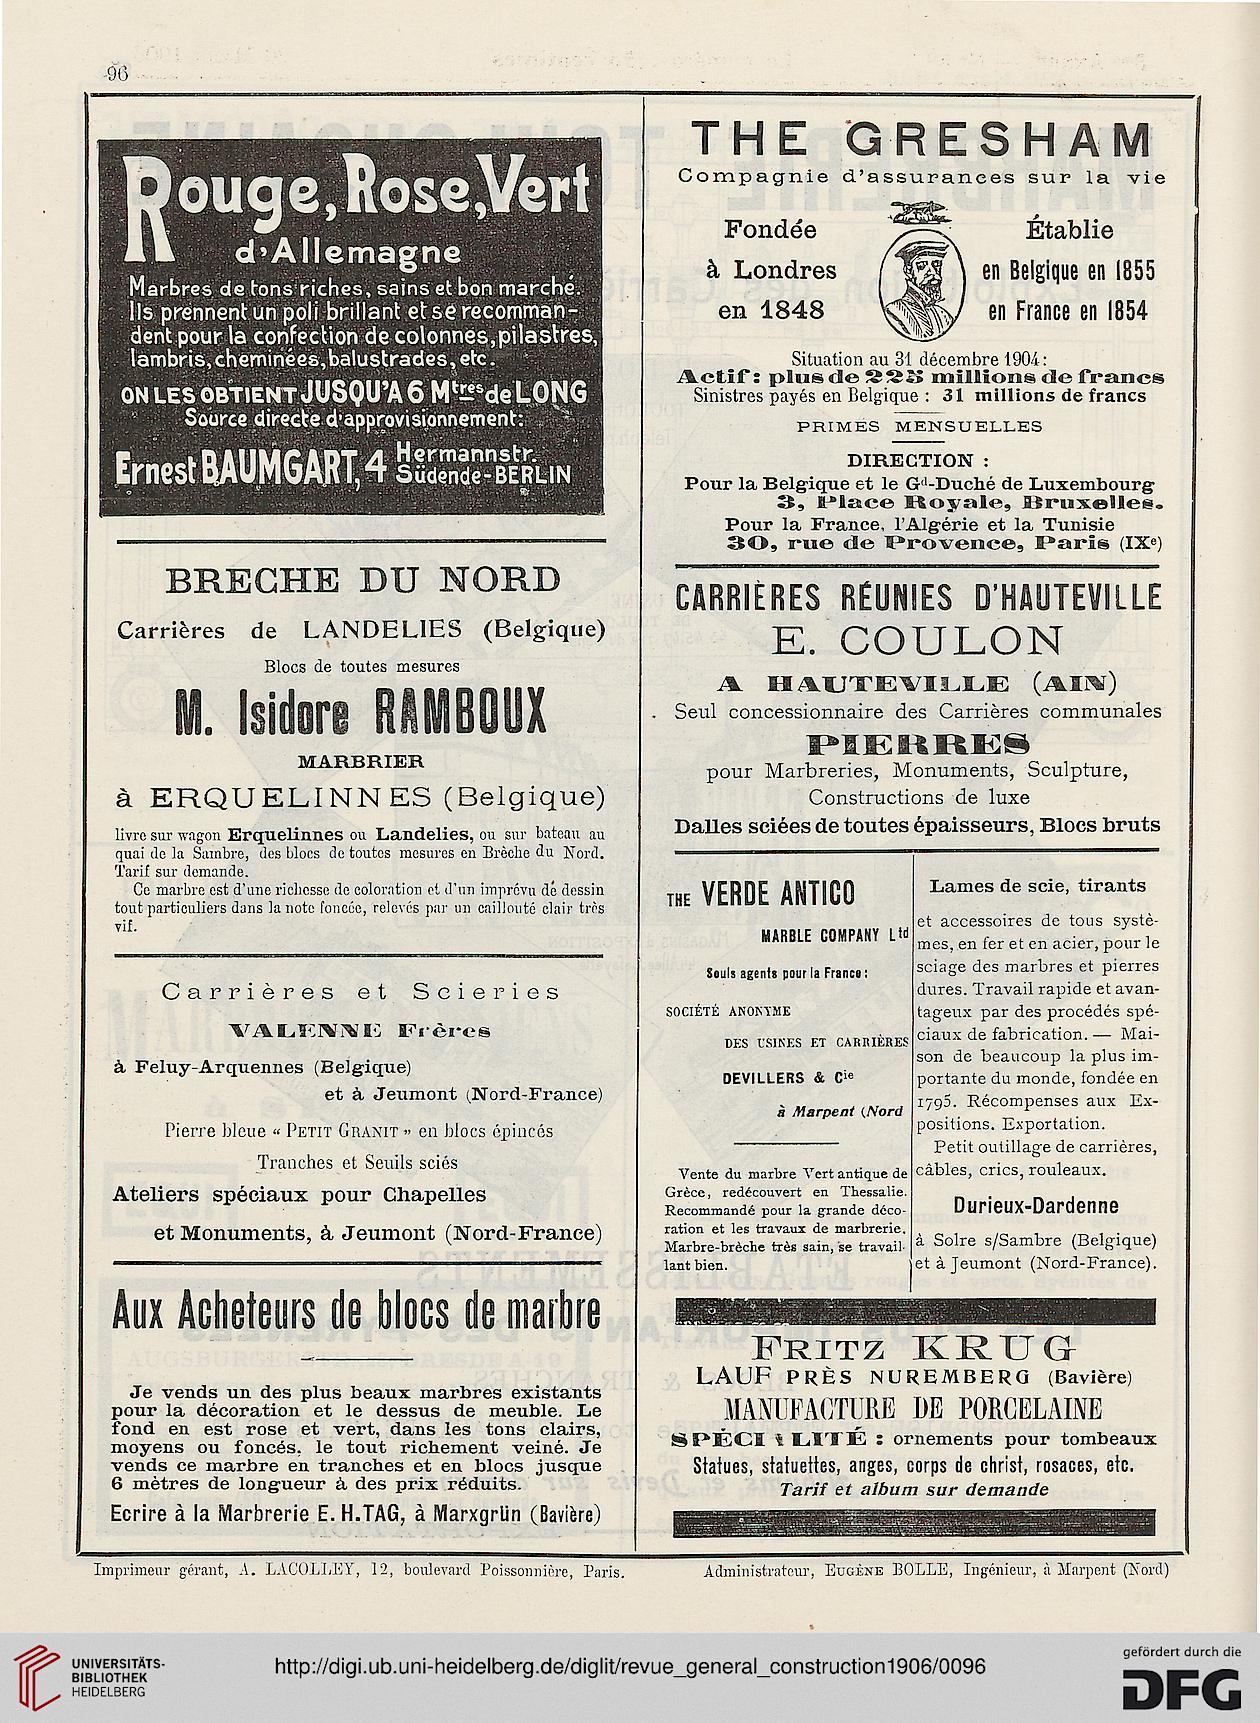 96
Rouge, Rose, Vert
d'Allemagne
Marbres de tons riches, sains et bon marché.
Ils prennent un poli brillant et se recomman-
dent pour la confection de colonnes, pilastres,
lambris, cheminées, balustrades, etc.
ON LES OBTIENT JUSQU'A 6 Mtres de LONG
Source directe d'approvisionnement:
Ernest BAUMGART, 4 Hermannstr.
Südende-BERLIN
BRECHE DU NORD
Carrières de LANDELIES (Belgique)
Blocs de toutes mesures
M. Isidore RAMBOUX
MARBRIER
à ERQUELINNES (Belgique)
livre sur wagon Erquelinnes ou Landelies, ou sur bateau au
quai de la Sambre, des blocs de toutes mesures en Brèche du Nord.
Tarif sur demande.
Ce marbre est d'une richesse de coloration et d'un imprévu de dessin
tout particuliers dans la note foncée, relevés par un caillouté clair très
vif.
Carrières et Scieries
VALENNE Frères
à Feluy-Arquennes (Belgique)
et à Jeumont (Nord-France)
Pierre bleue « PETIT GRANIT » en blocs épincés
Tranches et Seuils sciés
Ateliers spéciaux pour Chapelles
et Monuments, à Jeumont (Nord-France)
Aux Acheteurs de blocs de marbre
Je vends un des plus beaux marbres existants
pour la décoration et le dessus de meuble. Le
fond en est rose et vert, dans les tons clairs,
moyens ou foncés, le tout richement veiné. Je
vends ce marbre en tranches et en blocs jusque
6 mètres de longueur à des prix réduits.
Ecrire à la Marbrerie E. H. TAG, à Marxgrün (Bavière)
THE GRESHAM
Compagnie d'assurances sur la vie
Fondée
à Londres
en 1848
Établie
en Belgique en 1855
en France en 1854
Situation au 31 décembre 1904:
Actif: plus de 225 millions de francs
Sinistres payés en Belgique : 31 millions de francs
PRIMES MENSUELLES
DIRECTION :
Pour la Belgique et le Gd-Duché de Luxembourg
3, Place Royale, Bruxelles.
Pour la France, l'Algérie et la Tunisie
30, rue de Provence, Paris (IXe)
CARRIÈRES RÉUNIES D'HAUTEVILLE
E. COULON
A HAUTEVILLE (AIN)
Seul concessionnaire des Carrières communales
PIERRES
pour Marbreries, Monuments, Sculpture,
Constructions de luxe
Dalles sciées de toutes épaisseurs, Blocs bruts
THE VERDE ANTICO
MARBLE COMPANY Ltd
Seuls agents pour la France:
SOCIÉTÉ ANONYME
DES USINES ET CARRIÈRES
DEVILLERS & Cie
à Marpent (Nord
Vente du marbre Vert antique de
Grèce, redécouvert en Thessalie.
Recommandé pour la grande déco-
ration et les travaux de marbrerie.
Marbre-brèche très sain, se travail-
lant bien.
Lames de scie, tirants
et accessoires de tous systè-
mes, en fer et en acier, pour le
sciage des marbres et pierres
dures. Travail rapide et avan-
tageux par des procédés spé-
ciaux de fabrication. — Mai-
son de beaucoup la plus im-
portante du monde, fondée en
1795. Récompenses aux Ex-
positions. Exportation.
Petit outillage de carrières,
câbles, crics, rouleaux.
Durieux-Dardenne
à Solre s/Sambre (Belgique)
et à Jeumont (Nord-France).
FRITZ KRUG
LAUF PRÈS NUREMBERG (Bavière)
MANUFACTURE DE PORCELAINE
SPÉCIALITÉ : ornements pour tombeaux
Statues, statuettes, anges, corps de christ, rosaces, etc.
Tarif et album sur demande
Imprimeur gérant, A. LACOLLEY, 12, boulevard Poissonnière, Paris.
Administrateur, EUGÈNE BOLLE, Ingénieur, à Marpent (Nord)
UNIVERSITÄTS-
BIBLIOTHEK
HEIDELBERG
http://digi.ub.uni-heidelberg.de/diglit/revue_general_construction1906/0096
gefördert durch die
DFG